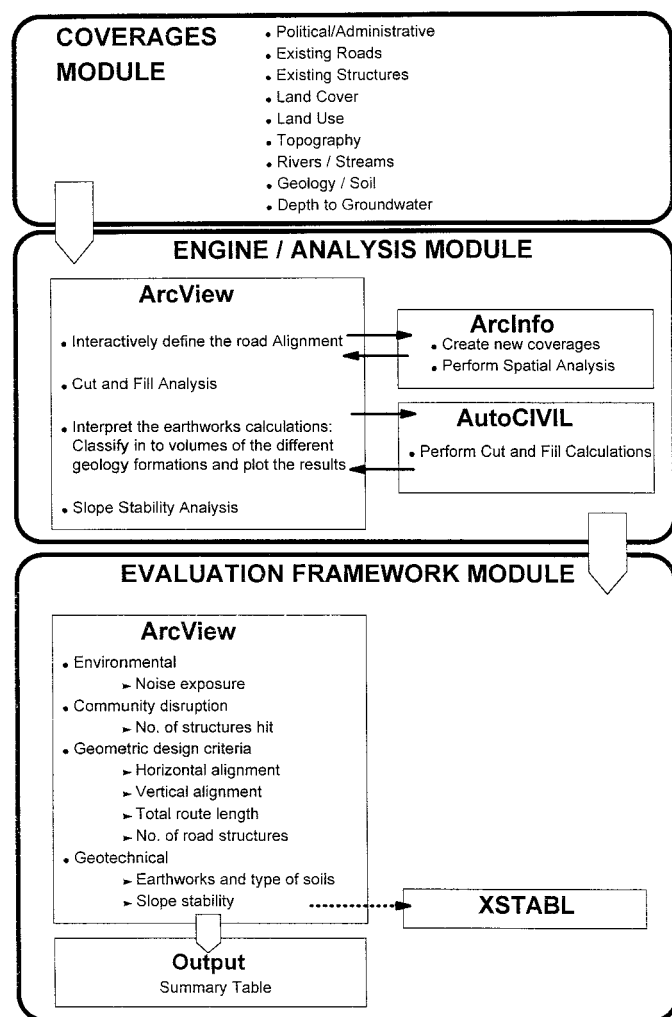 COVERAGES
MODULE
• Political/Administrative
• Existing Roads
• Existing Structures
• Land Cover
• Land Use
• Topography
• Rivers / Streams
• Geology / Soil
• Depth to Groundwater
ENGINE / ANALYSIS MODULE
ArcView
• Interactively define the road Alignment
• Cut and Fill Analysis
• Interpret the earthworks calculations:
Classify in to volumes of the different
geology formations and plot the results
• Slope Stability Analysis
ArcInfo
• Create new coverages
• Perform Spatial Analysis
AutoCIVIL
• Perform Cut and Fill Calculations
EVALUATION FRAMEWORK MODULE
ArcView
• Environmental
► Noise exposure
• Community disruption
► No. of structures hit
• Geometric design criteria
► Horizontal alignment
► Vertical alignment
► Total route length
► No. of road structures
• Geotechnical
► Earthworks and type of soils
► Slope stability
XSTABL
Output
Summary Table